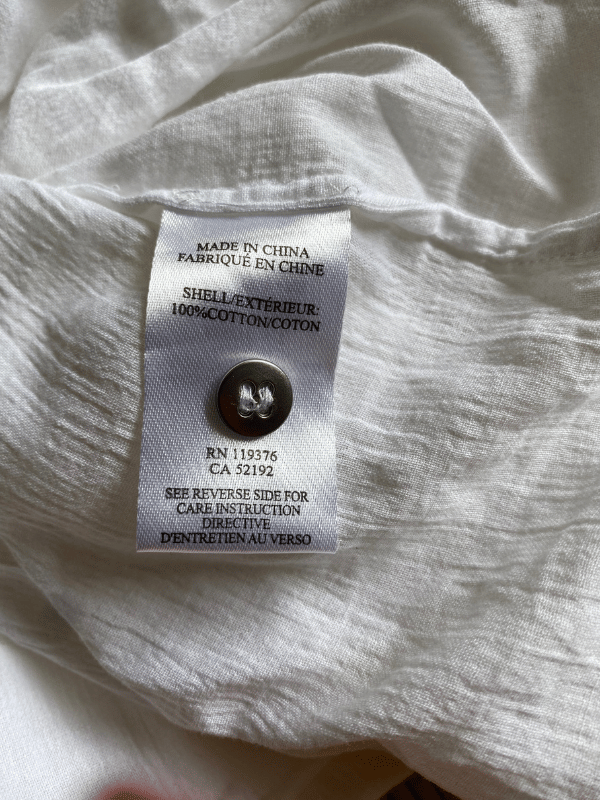 MADE IN CHINA
FABRIQUÉ EN CHINE
SHELL/EXTÉRIEUR:
100%COTTON/COTON
RN 119376
CA 52192
SEE REVERSE SIDE FOR
CARE INSTRUCTION
DIRECTIVE
D'ENTRETIEN AU VERSO